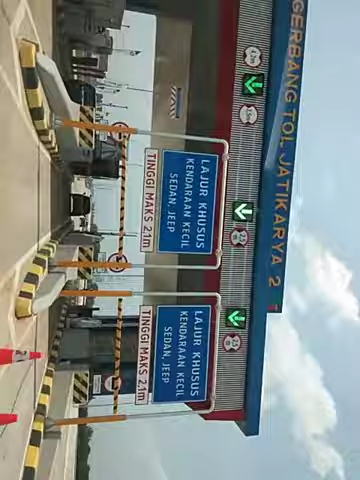 GERBANG TOL JATIKARYA 2
LAJUR KHUSUS
KENDARAAN KECIL
SEDAN, JEEP
TINGGI MAKS 2,1m
LAJUR KHUSUS
KENDARAAN KECIL
SEDAN, JEEP
TINGGI MAKS 2,1m